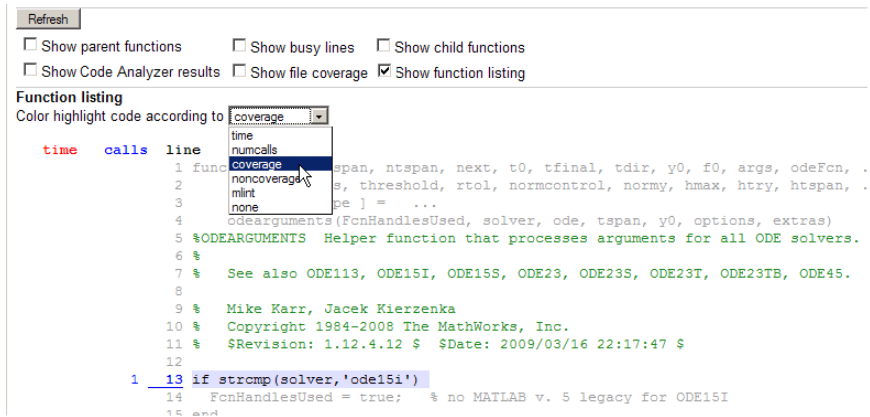 Refresh
Show parent functions Show busy lines Show child functions
Show Code Analyzer results Show file coverage Show function listing
Function listing
Color highlight code according to coverage
time
numcalls
coverage
noncoverage
mlint
none
time calls line
1 func span, ntspan, next, t0, tfinal, tdir, y0, f0, args, odeFcn, .
2 s, threshold, rtol, normcontrol, normy, hmax, htry, htspan, .
3 pe ] = ...
4 odearguments(FcnHandlesUsed, solver, ode, tspan, y0, options, extras)
5 %ODEARGUMENTS Helper function that processes arguments for all ODE solvers.
6 %
7 % See also ODE113, ODE15I, ODE15S, ODE23, ODE23S, ODE23T, ODE23TB, ODE45.
8
9 % Mike Karr, Jacek Kierzenka
10 % Copyright 1984-2008 The MathWorks, Inc.
11 % $Revision: 1.12.4.12 $ $Date: 2009/03/16 22:17:47 $
12
1 13 if strcmp(solver,'ode15i')
14 FcnHandlesUsed = true; % no MATLAB v. 5 legacy for ODE15I
15 end